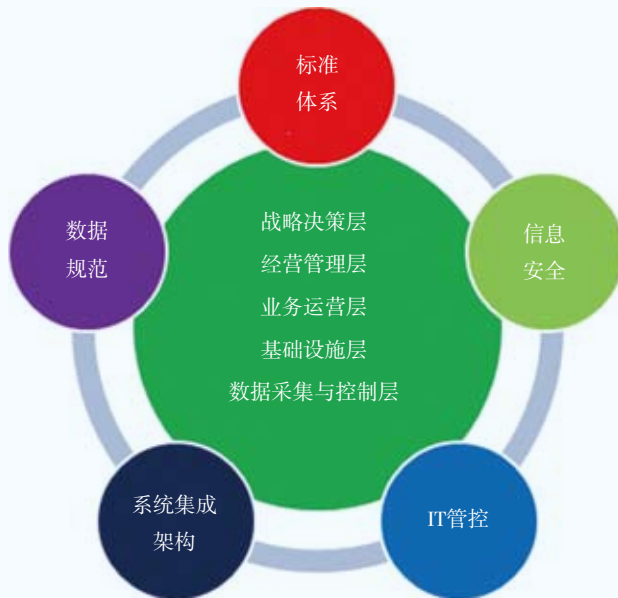 标准
体系
数据
规范
信息
安全
战略决策层
经营管理层
业务运营层
基础设施层
数据采集与控制层
系统集成
架构
IT管控